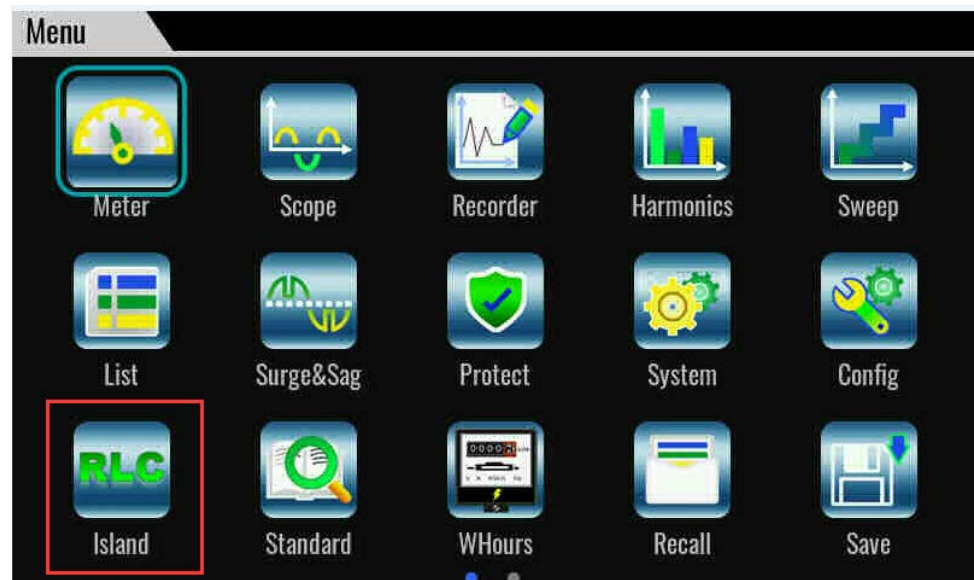 Menu
Meter Scope Recorder Harmonics Sweep
List Surge&Sag Protect System Config
RLC
Island Standard WHours Recall Save